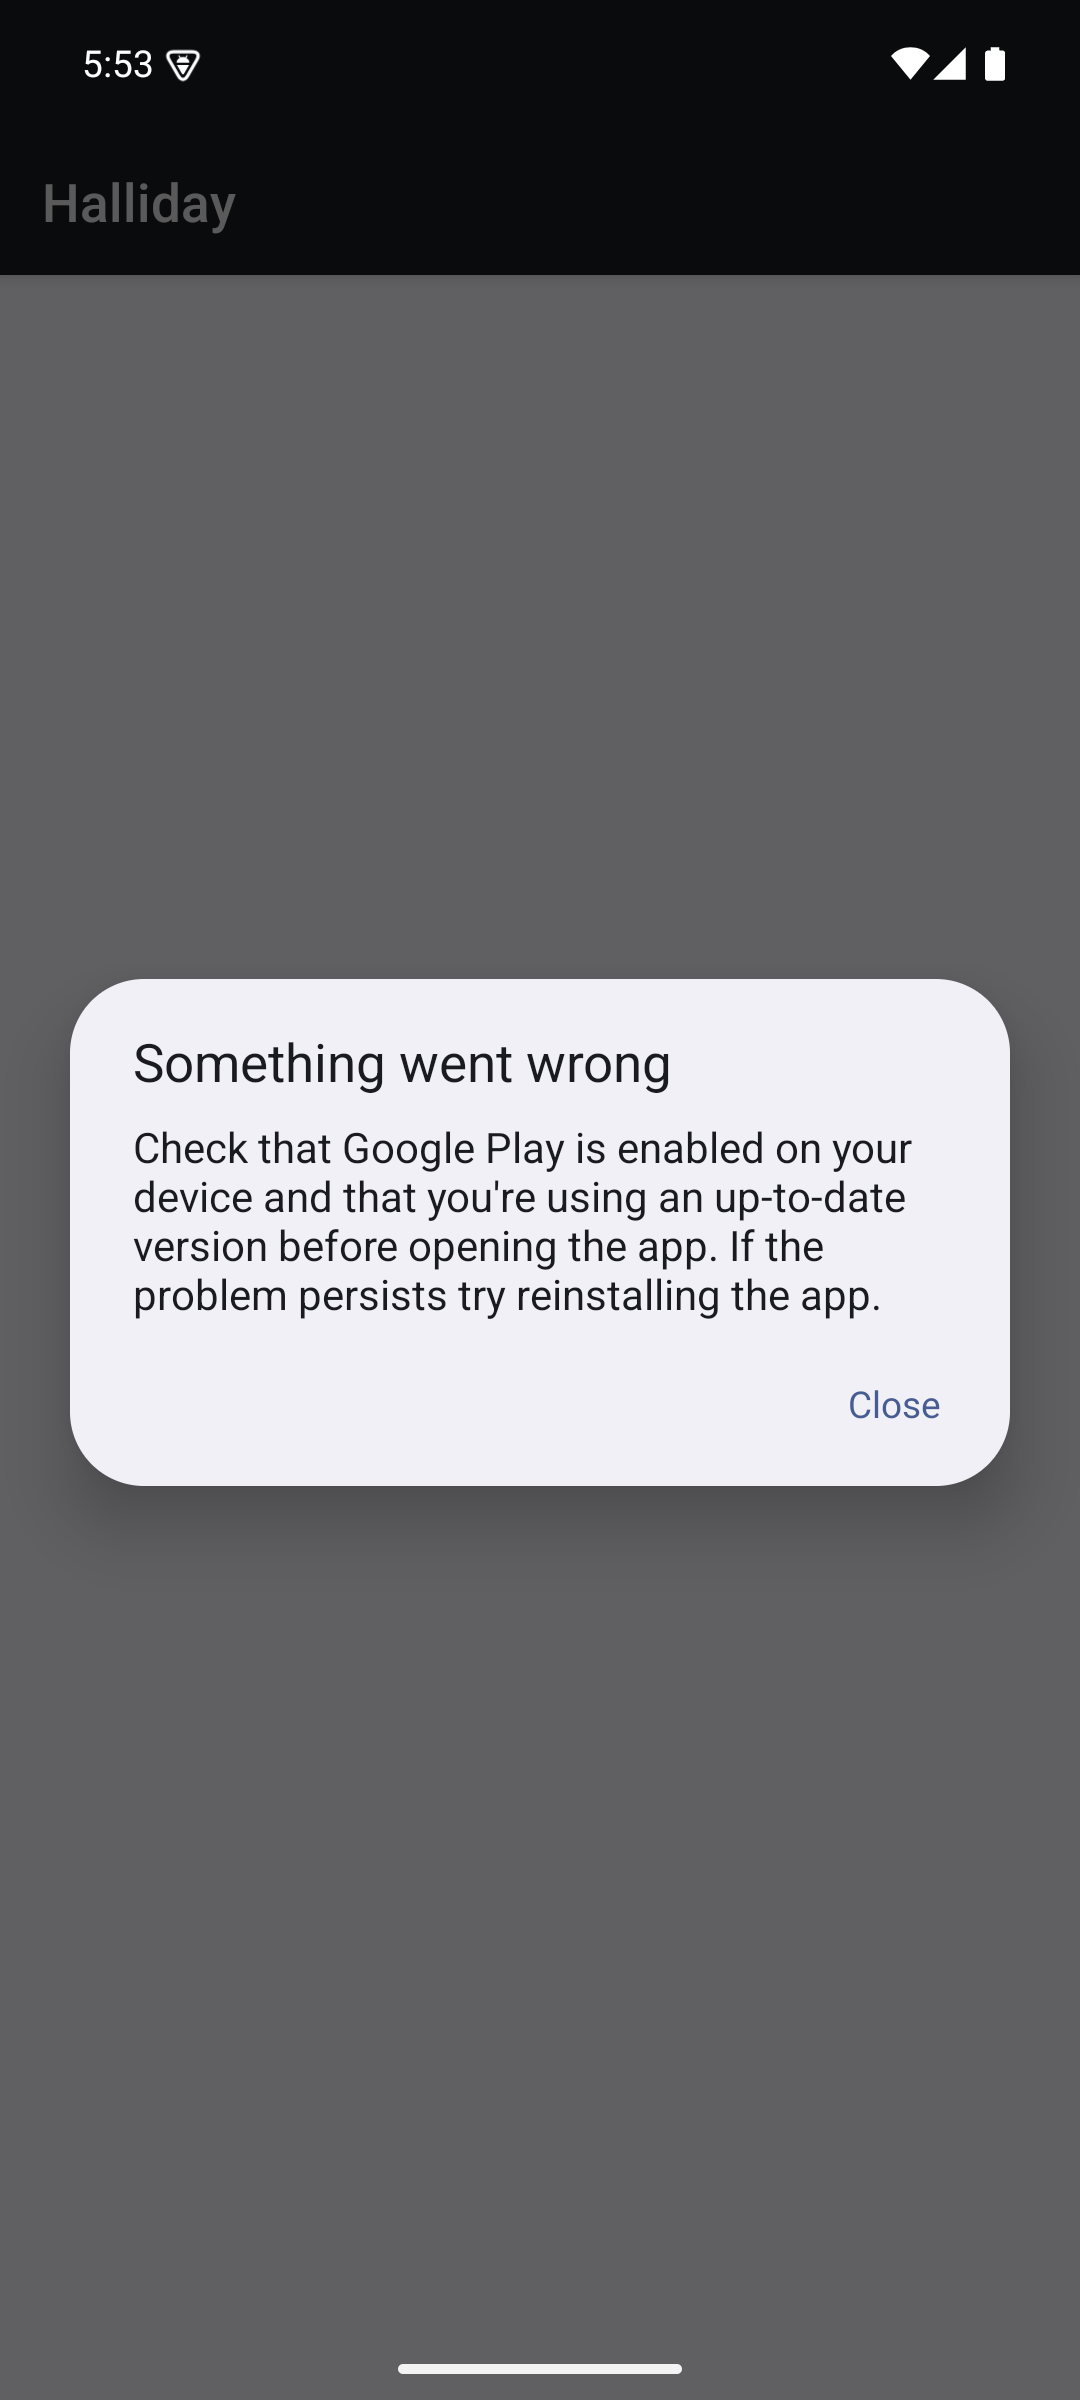 5:53
Halliday
Something went wrong
Check that Google Play is enabled on your
device and that you're using an up-to-date
version before opening the app. If the
problem persists try reinstalling the app.
Close